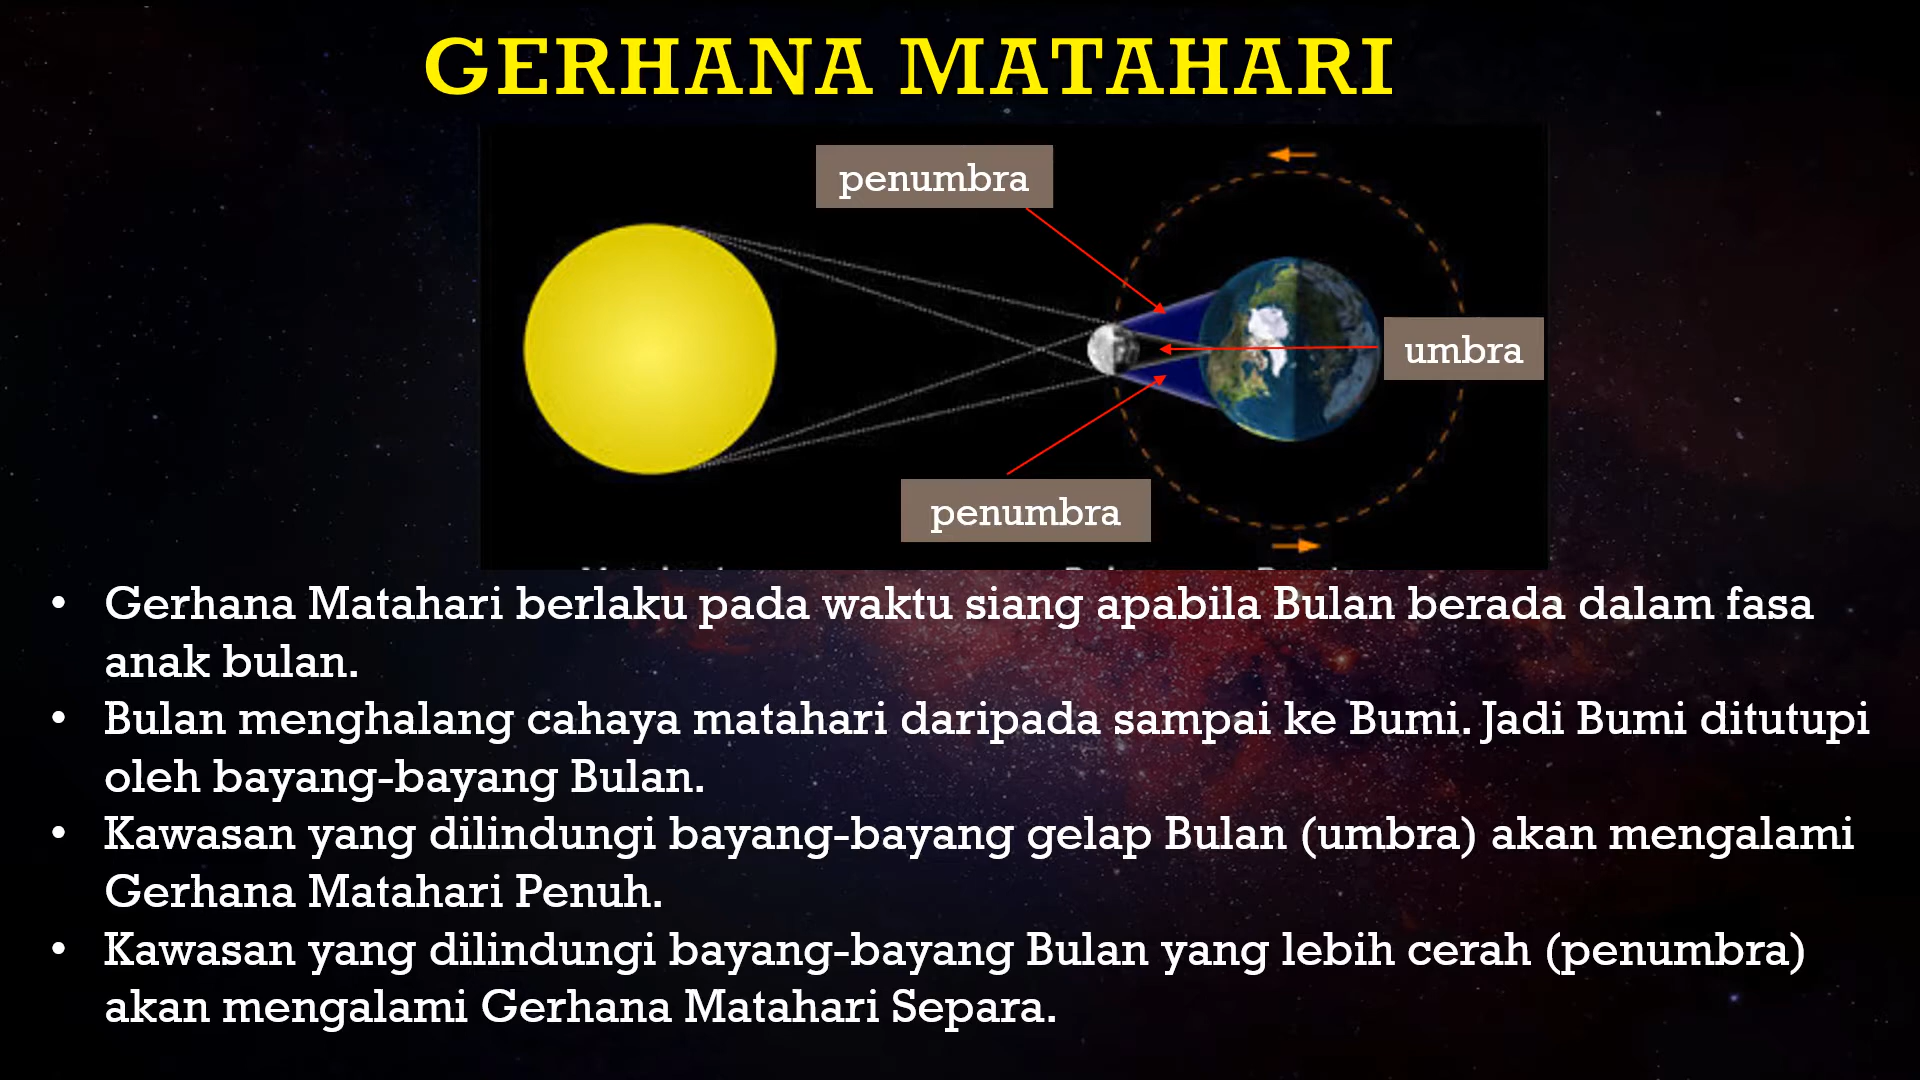 GERHANA MATAHARI
penumbra
umbra
penumbra
• Gerhana Matahari berlaku pada waktu siang apabila Bulan berada dalam fasa
anak bulan.
• Bulan menghalang cahaya matahari daripada sampai ke Bumi. Jadi Bumi ditutupi
oleh bayang-bayang Bulan.
• Kawasan yang dilindungi bayang-bayang gelap Bulan (umbra) akan mengalami
Gerhana Matahari Penuh.
• Kawasan yang dilindungi bayang-bayang Bulan yang lebih cerah (penumbra)
akan mengalami Gerhana Matahari Separa.